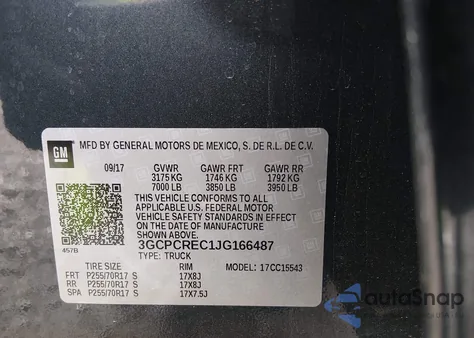 GM
MFD BY GENERAL MOTORS DE MEXICO, S. DE R.L. DE C.V.
09/17 GVWR GAWR FRT GAWR RR
3175 KG 1746 KG 1792 KG
7000 LB 3850 LB 3950 LB
THIS VEHICLE CONFORMS TO ALL
APPLICABLE U.S. FEDERAL MOTOR
VEHICLE SAFETY STANDARDS IN EFFECT
ON THE DATE OF MANUFACTURE
SHOWN ABOVE.
3GCPCREC1JG166487
457B
TYPE: TRUCK
TIRE SIZE RIM MODEL: 17CC15543
FRT P255/70R17 S 17X8J
RR P255/70R17 S 17X8J
SPA P255/70R17 S 17X7.5J
AutoSnap